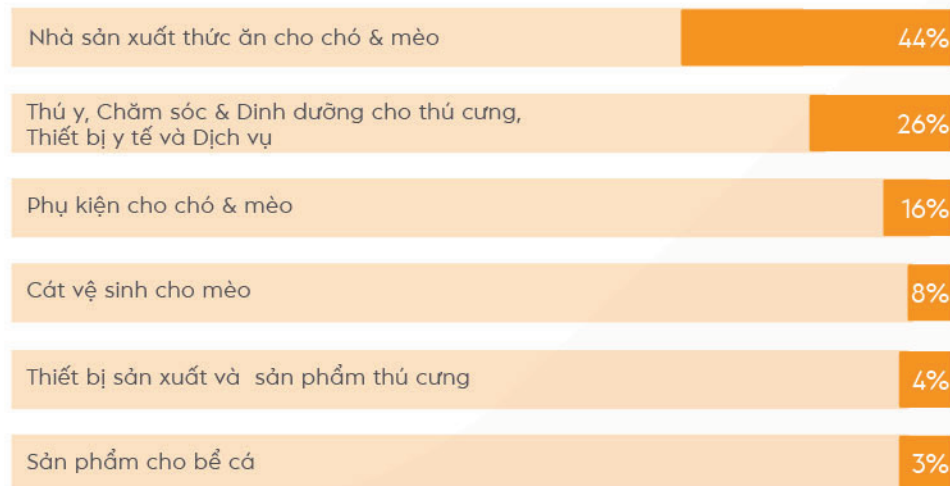 Nhà sản xuất thức ăn cho chó & mèo 44%
Thú y, Chăm sóc & Dinh dưỡng cho thú cưng,
Thiết bị y tế và Dịch vụ 26%
Phụ kiện cho chó & mèo 16%
Cát vệ sinh cho mèo 8%
Thiết bị sản xuất và sản phẩm thú cưng 4%
Sản phẩm cho bể cá 3%